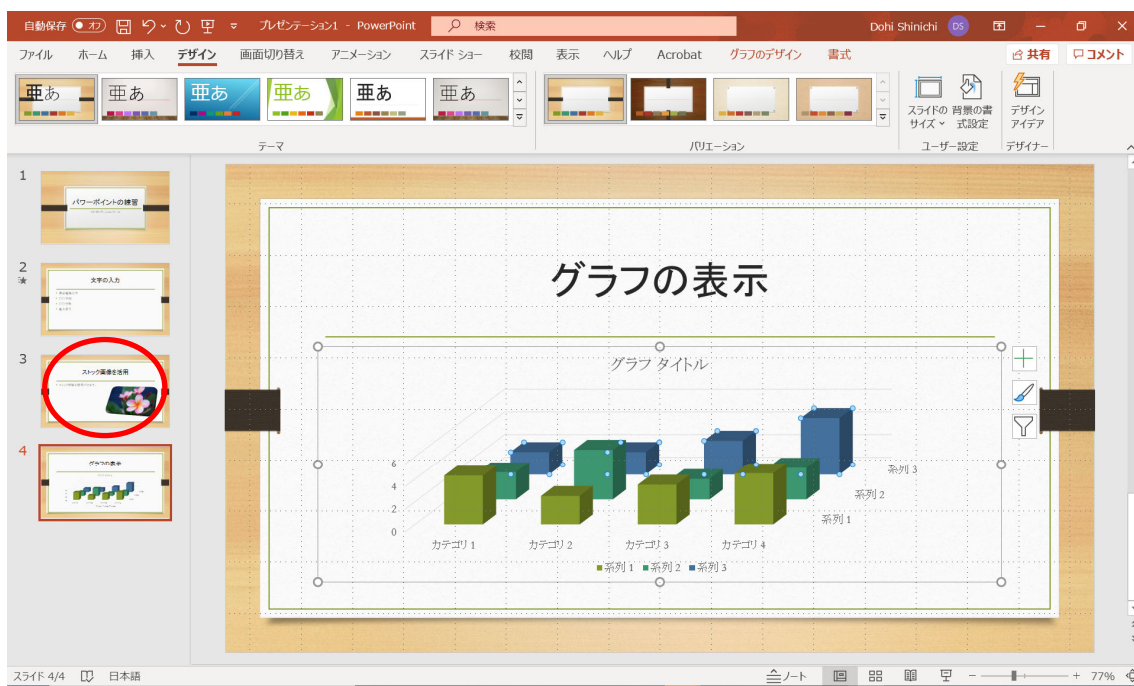 自動保存 オフ プレゼンテーション1 - PowerPoint 検索 Dohi Shinichi DS
ファイル ホーム 挿入 デザイン 画面切り替え アニメーション スライド ショー 校閲 表示 ヘルプ Acrobat グラフのデザイン 書式 共有 コメント
亜あ 亜あ 亜あ 亜あ 亜あ 亜あ
スライドの サイズ 背景の書式設定 デザイン アイデア
テーマ バリエーション ユーザー設定 デザイナー
1
パワーポイントの練習
2
文字の入力
3
ストック画像を活用
4
グラフの表示
グラフの表示
グラフ タイトル
6
4
2
0
系列 3
系列 2
系列 1
カテゴリ 1 カテゴリ 2 カテゴリ 3 カテゴリ 4
系列 1 系列 2 系列 3
スライド 4/4 日本語 ノート 77%